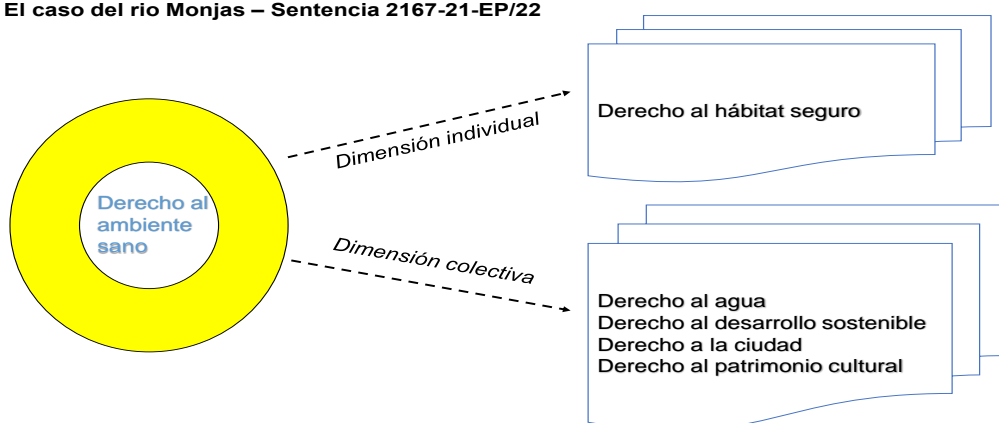 El caso del rio Monjas – Sentencia 2167-21-EP/22
Derecho al
ambiente
sano
Dimensión individual
Derecho al hábitat seguro
Dimensión colectiva
Derecho al agua
Derecho al desarrollo sostenible
Derecho a la ciudad
Derecho al patrimonio cultural